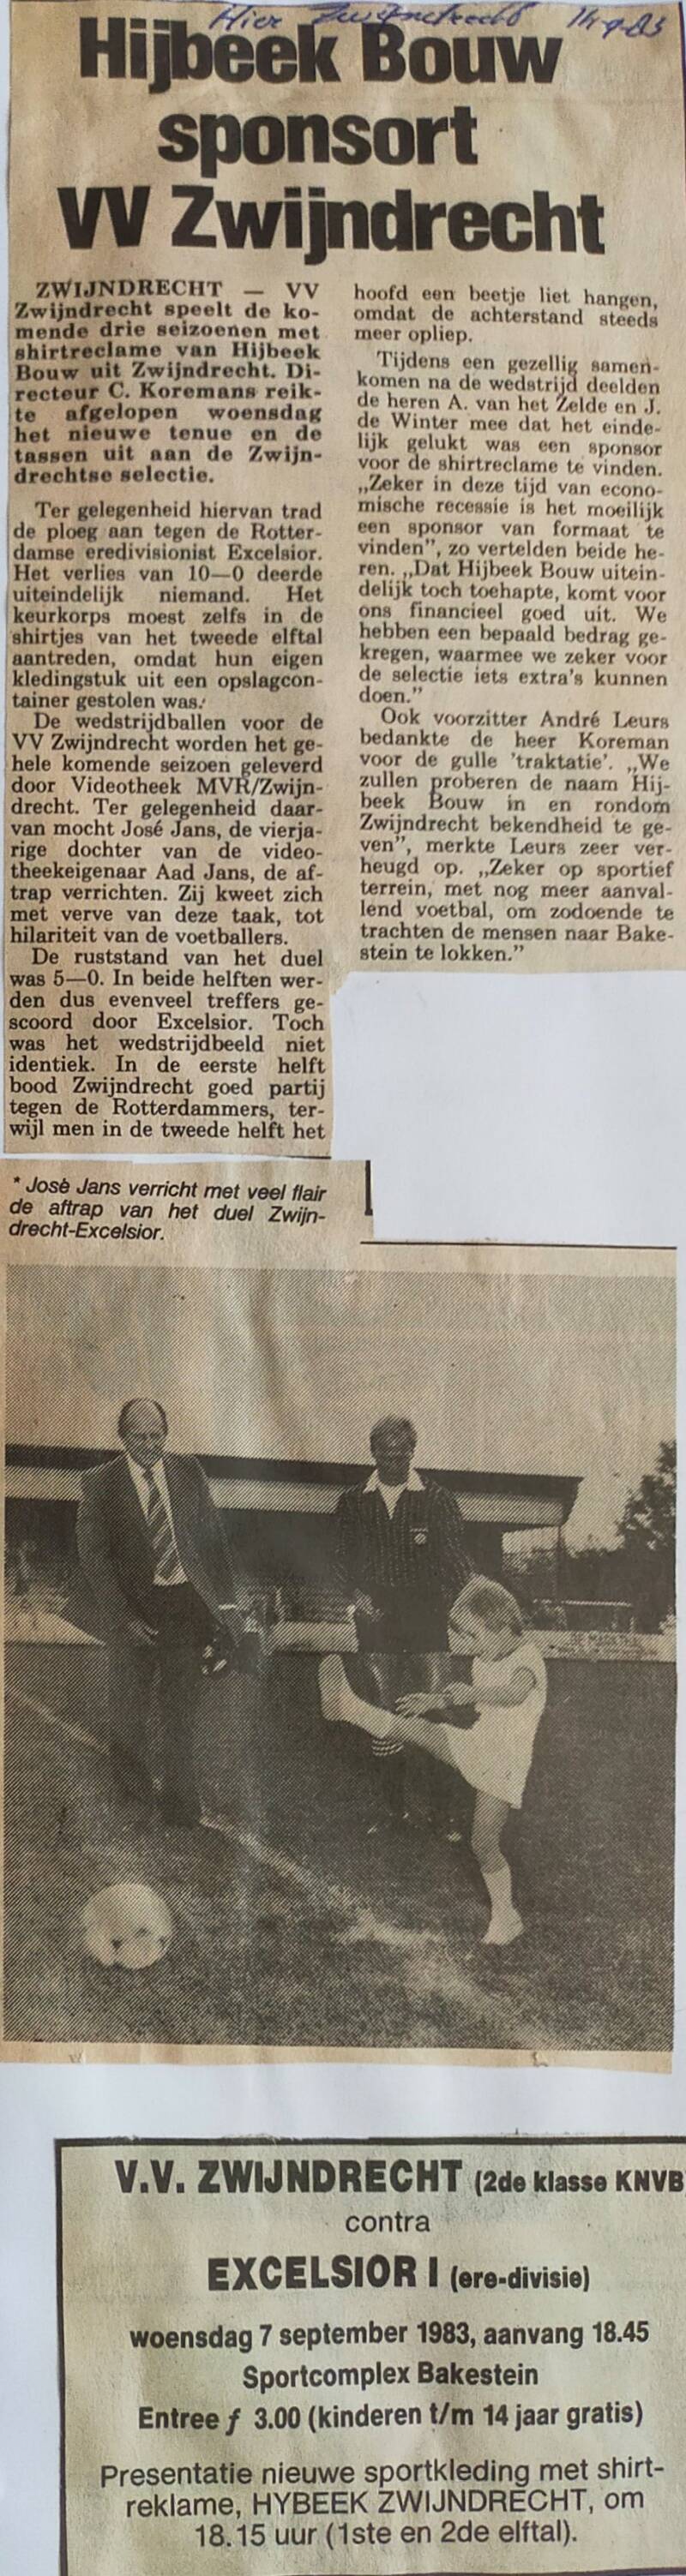 Hier Zwijndrecht 14-9-83
Hijbeek Bouw
sponsort
VV Zwijndrecht
ZWIJNDRECHT — VV
Zwijndrecht speelt de ko-
mende drie seizoenen met
shirtreclame van Hijbeek
Bouw uit Zwijndrecht. Di-
recteur C. Koremans reik-
te afgelopen woensdag
het nieuwe tenue en de
tassen uit aan de Zwijn-
drechtse selectie.
Ter gelegenheid hiervan trad
de ploeg aan tegen de Rotter-
damse eredivisionist Excelsior.
Het verlies van 10—0 deerde
uiteindelijk niemand. Het
keurkorps moest zelfs in de
shirtjes van het tweede elftal
aantreden, omdat hun eigen
kledingstuk uit een opslagcon-
tainer gestolen was.
De wedstrijdballen voor de
VV Zwijndrecht worden het ge-
hele komende seizoen geleverd
door Videotheek MVR/Zwijn-
drecht. Ter gelegenheid daar-
van mocht José Jans, de vierja-
rige dochter van de video-
theekeigenaar Aad Jans, de af-
trap verrichten. Zij kweet zich
met verve van deze taak, tot
hilariteit van de voetballers.
De ruststand van het duel
was 5—0. In beide helften wer-
den dus evenveel treffers ge-
scoord door Excelsior. Toch
was het wedstrijdbeeld niet
identiek. In de eerste helft
bood Zwijndrecht goed partij
tegen de Rotterdammers, ter-
wijl men in de tweede helft het
hoofd een beetje liet hangen,
omdat de achterstand steeds
meer opliep.
Tijdens een gezellig samen-
komen na de wedstrijd deelden
de heren A. van het Zelde en J.
de Winter mee dat het einde-
lijk gelukt was een sponsor
voor de shirtreclame te vinden.
„Zeker in deze tijd van econo-
mische recessie is het moeilijk
een sponsor van formaat te
vinden”, zo vertelden beide he-
ren. „Dat Hijbeek Bouw uitein-
delijk toch toehapte, komt voor
ons financieel goed uit. We
hebben een bepaald bedrag ge-
kregen, waarmee we zeker voor
de selectie iets extra's kunnen
doen.”
Ook voorzitter André Leurs
bedankte de heer Koreman
voor de gulle 'traktatie'. „We
zullen proberen de naam Hij-
beek Bouw in en rondom
Zwijndrecht bekendheid te ge-
ven”, merkte Leurs zeer ver-
heugd op. „Zeker op sportief
terrein, met nog meer aanval-
lend voetbal, om zodoende te
trachten de mensen naar Bake-
stein te lokken.”
* José Jans verricht met veel flair
de aftrap van het duel Zwijn-
drecht-Excelsior.
V.V. ZWIJNDRECHT (2de klasse KNVB
contra
EXCELSIOR I (ere-divisie)
woensdag 7 september 1983, aanvang 18.45
Sportcomplex Bakestein
Entree ƒ 3.00 (kinderen t/m 14 jaar gratis)
Presentatie nieuwe sportkleding met shirt-
reklame, HYBEEK ZWIJNDRECHT, om
18.15 uur (1ste en 2de elftal).